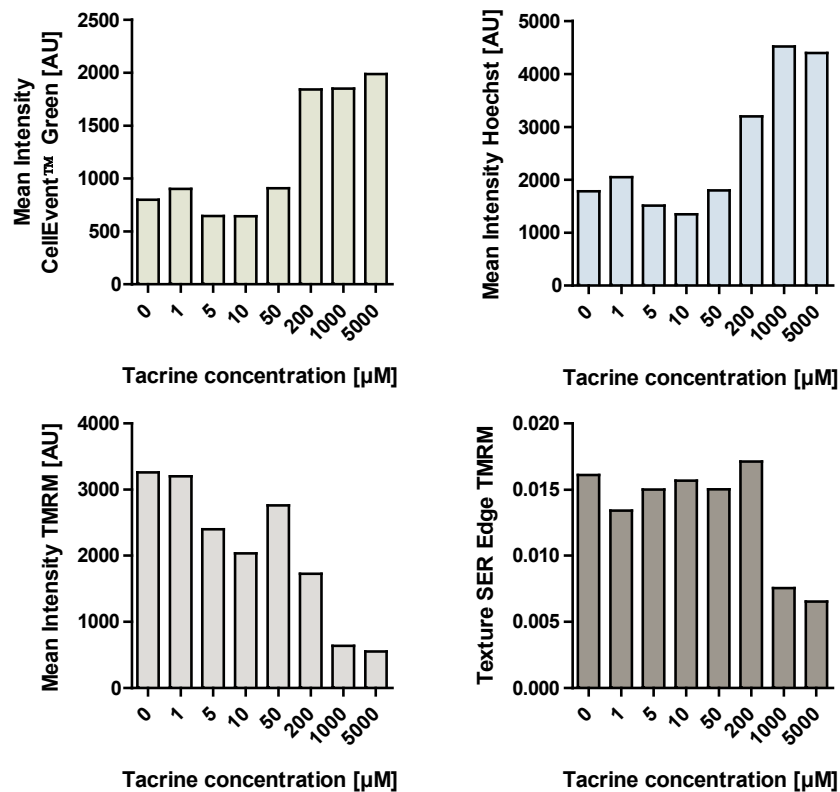 Mean Intensity
CellEvent™ Green [AU]
2500
2000
1500
1000
500
0
0 1 5 10 50 200 1000 5000
Tacrine concentration [µM]
Mean Intensity Hoechst [AU]
5000
4000
3000
2000
1000
0
0 1 5 10 50 200 1000 5000
Tacrine concentration [µM]
Mean Intensity TMRM [AU]
4000
3000
2000
1000
0
0 1 5 10 50 200 1000 5000
Tacrine concentration [µM]
Texture SER Edge TMRM
0.020
0.015
0.010
0.005
0.000
0 1 5 10 50 200 1000 5000
Tacrine concentration [µM]